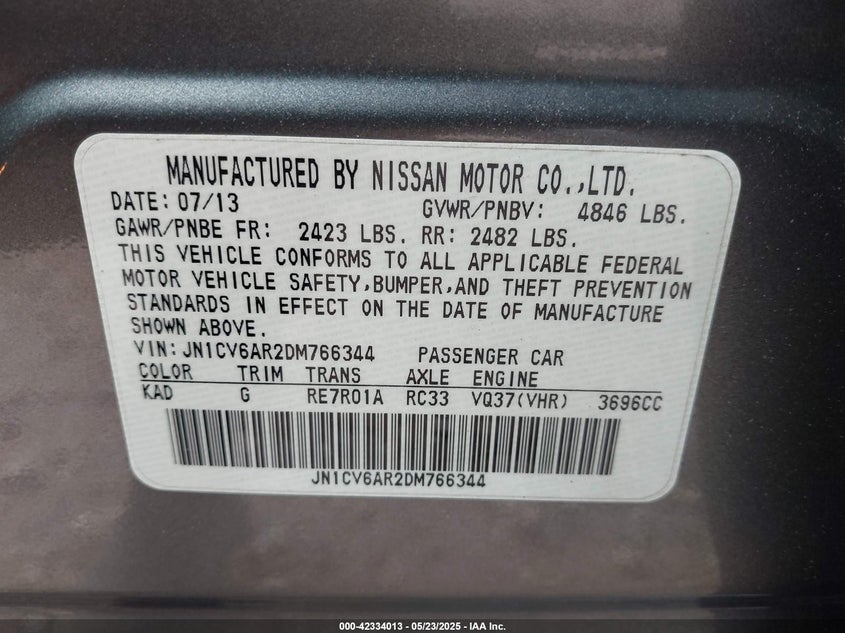 MANUFACTURED BY NISSAN MOTOR CO.,LTD.
DATE: 07/13 GVWR/PNBV: 4846 LBS.
GAWR/PNBE FR: 2423 LBS. RR: 2482 LBS.
THIS VEHICLE CONFORMS TO ALL APPLICABLE FEDERAL
MOTOR VEHICLE SAFETY,BUMPER,AND THEFT PREVENTION
STANDARDS IN EFFECT ON THE DATE OF MANUFACTURE
SHOWN ABOVE.
VIN: JN1CV6AR2DM766344 PASSENGER CAR
COLOR TRIM TRANS AXLE ENGINE
KAD G RE7R01A RC33 VQ37(VHR) 3696CC
JN1CV6AR2DM766344
000-42334013 - 05/23/2025 - IAA Inc.